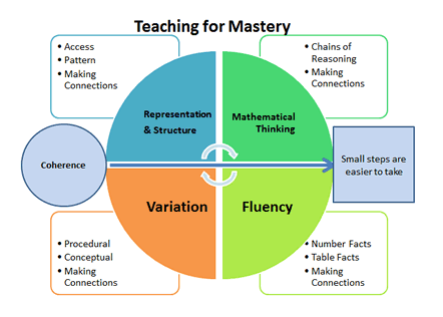 Teaching for Mastery
• Access
• Pattern
• Making
Connections
• Chains of
Reasoning
• Making
Connections
Representation
& Structure
Mathematical
Thinking
Coherence
Small steps are
easier to take
Variation
Fluency
• Procedural
• Conceptual
• Making
Connections
• Number Facts
• Table Facts
• Making
Connections